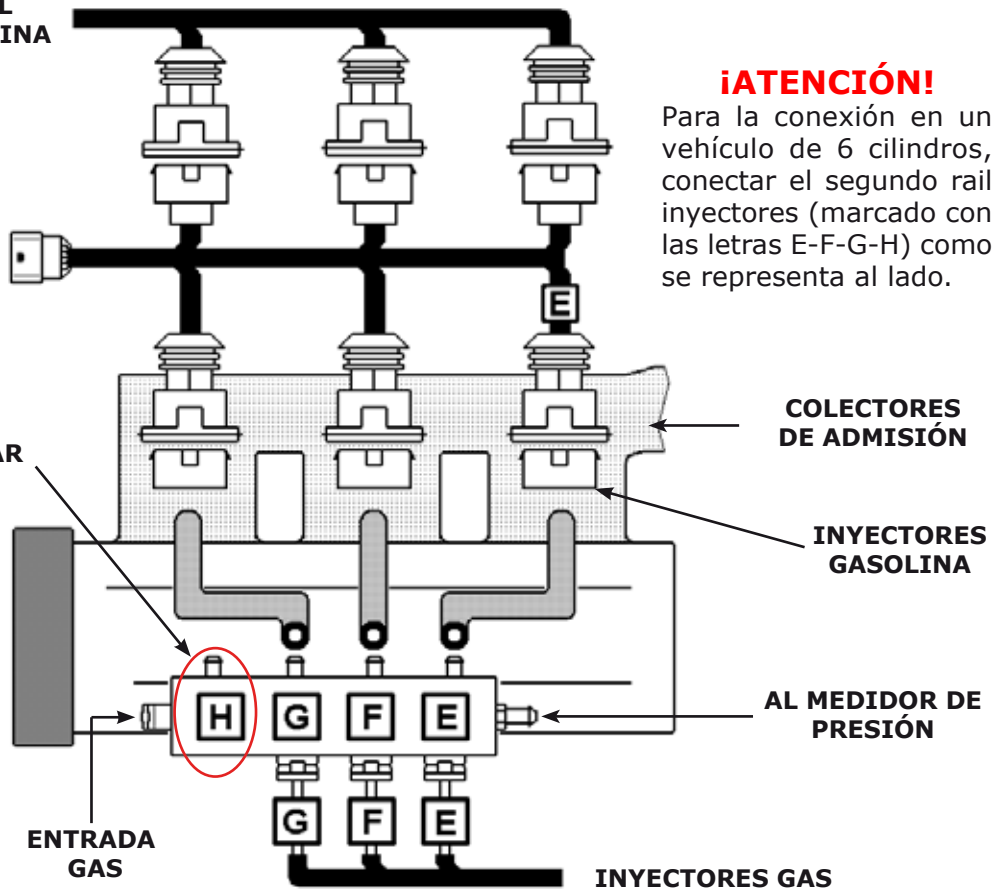 INA
¡ATENCIÓN!
Para la conexión en un
vehículo de 6 cilindros,
conectar el segundo rail
inyectores (marcado con
las letras E-F-G-H) como
se representa al lado.
E
COLECTORES
DE ADMISIÓN
AR
INYECTORES
GASOLINA
H G F E
AL MEDIDOR DE
PRESIÓN
G F E
ENTRADA
GAS
INYECTORES GAS